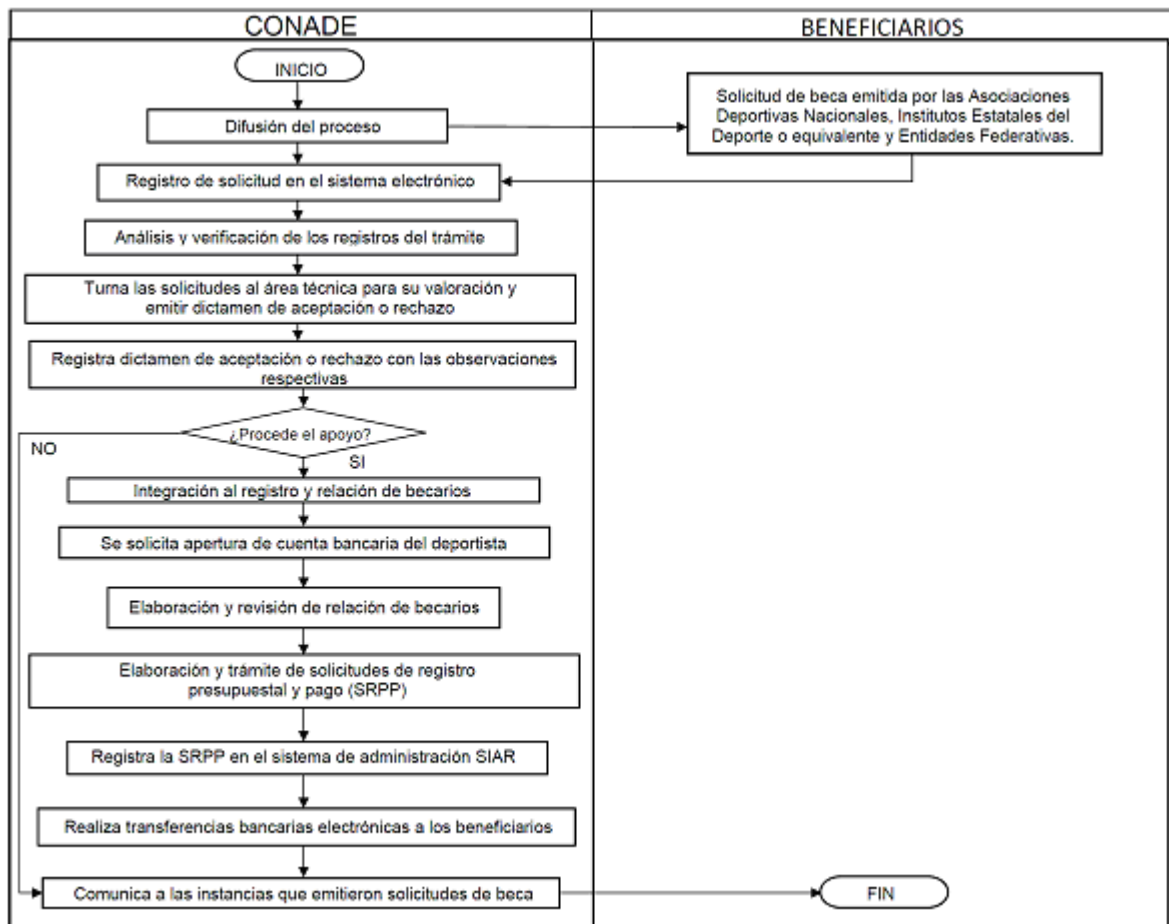 CONADE
BENEFICIARIOS
INICIO
Difusión del proceso
Solicitud de beca emitida por las Asociaciones
Deportivas Nacionales, Institutos Estatales del
Deporte o equivalente y Entidades Federativas.
Registro de solicitud en el sistema electrónico
Análisis y verificación de los registros del trámite
Turna las solicitudes al área técnica para su valoración y
emitir dictamen de aceptación o rechazo
Registra dictamen de aceptación o rechazo con las observaciones
respectivas
¿Procede el apoyo?
NO
SI
Integración al registro y relación de becarios
Se solicita apertura de cuenta bancaria del deportista
Elaboración y revisión de relación de becarios
Elaboración y trámite de solicitudes de registro
presupuestal y pago (SRPP)
Registra la SRPP en el sistema de administración SIAR
Realiza transferencias bancarias electrónicas a los beneficiarios
Comunica a las instancias que emitieron solicitudes de beca
FIN